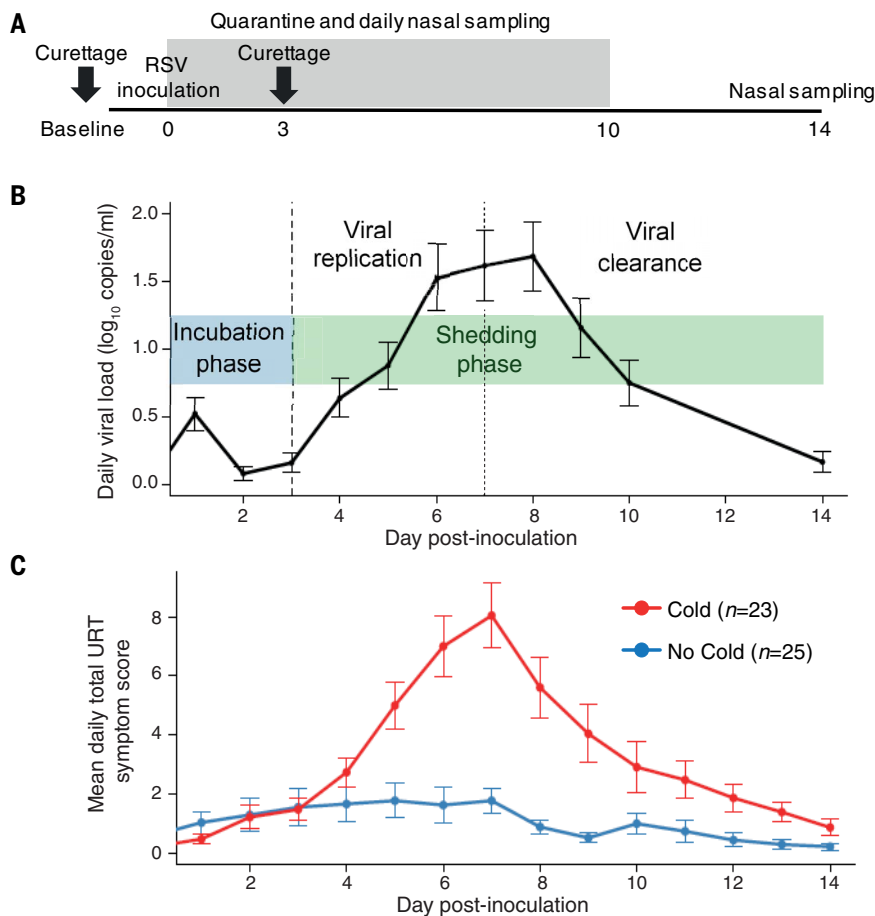 A
Quarantine and daily nasal sampling
Curettage
RSV
inoculation
Curettage
Nasal sampling
Baseline
0
3
10
14
B
Daily viral load (log10 copies/ml)
2.0
1.5
1.0
0.5
0.0
Viral
replication
Viral
clearance
Incubation
phase
Shedding
phase
2
4
6
8
10
12
14
Day post-inoculation
C
Mean daily total URT
symptom score
8
6
4
2
0
Cold (n=23)
No Cold (n=25)
2
4
6
8
10
12
14
Day post-inoculation